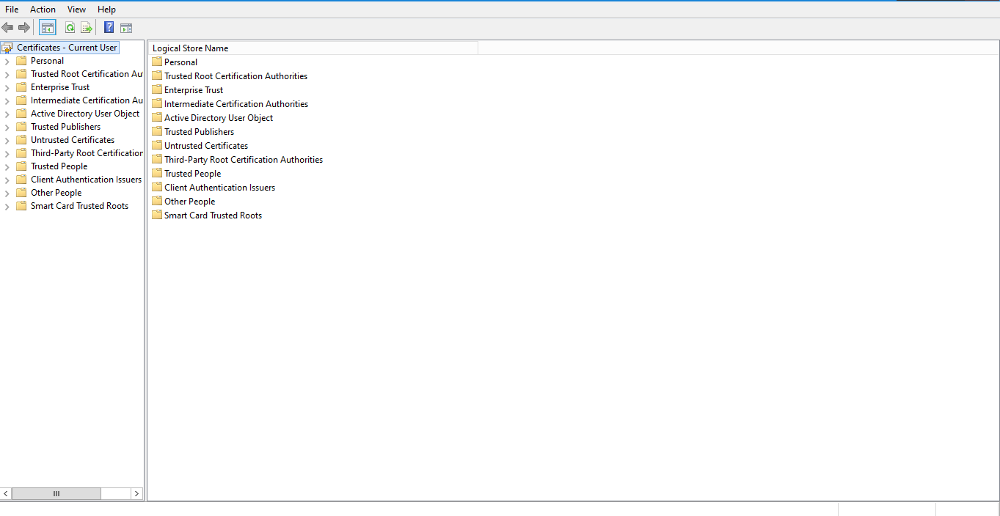 File Action View Help
Certificates - Current User
Personal
Trusted Root Certification Au
Enterprise Trust
Intermediate Certification Au
Active Directory User Object
Trusted Publishers
Untrusted Certificates
Third-Party Root Certification
Trusted People
Client Authentication Issuers
Other People
Smart Card Trusted Roots
Logical Store Name
Personal
Trusted Root Certification Authorities
Enterprise Trust
Intermediate Certification Authorities
Active Directory User Object
Trusted Publishers
Untrusted Certificates
Third-Party Root Certification Authorities
Trusted People
Client Authentication Issuers
Other People
Smart Card Trusted Roots